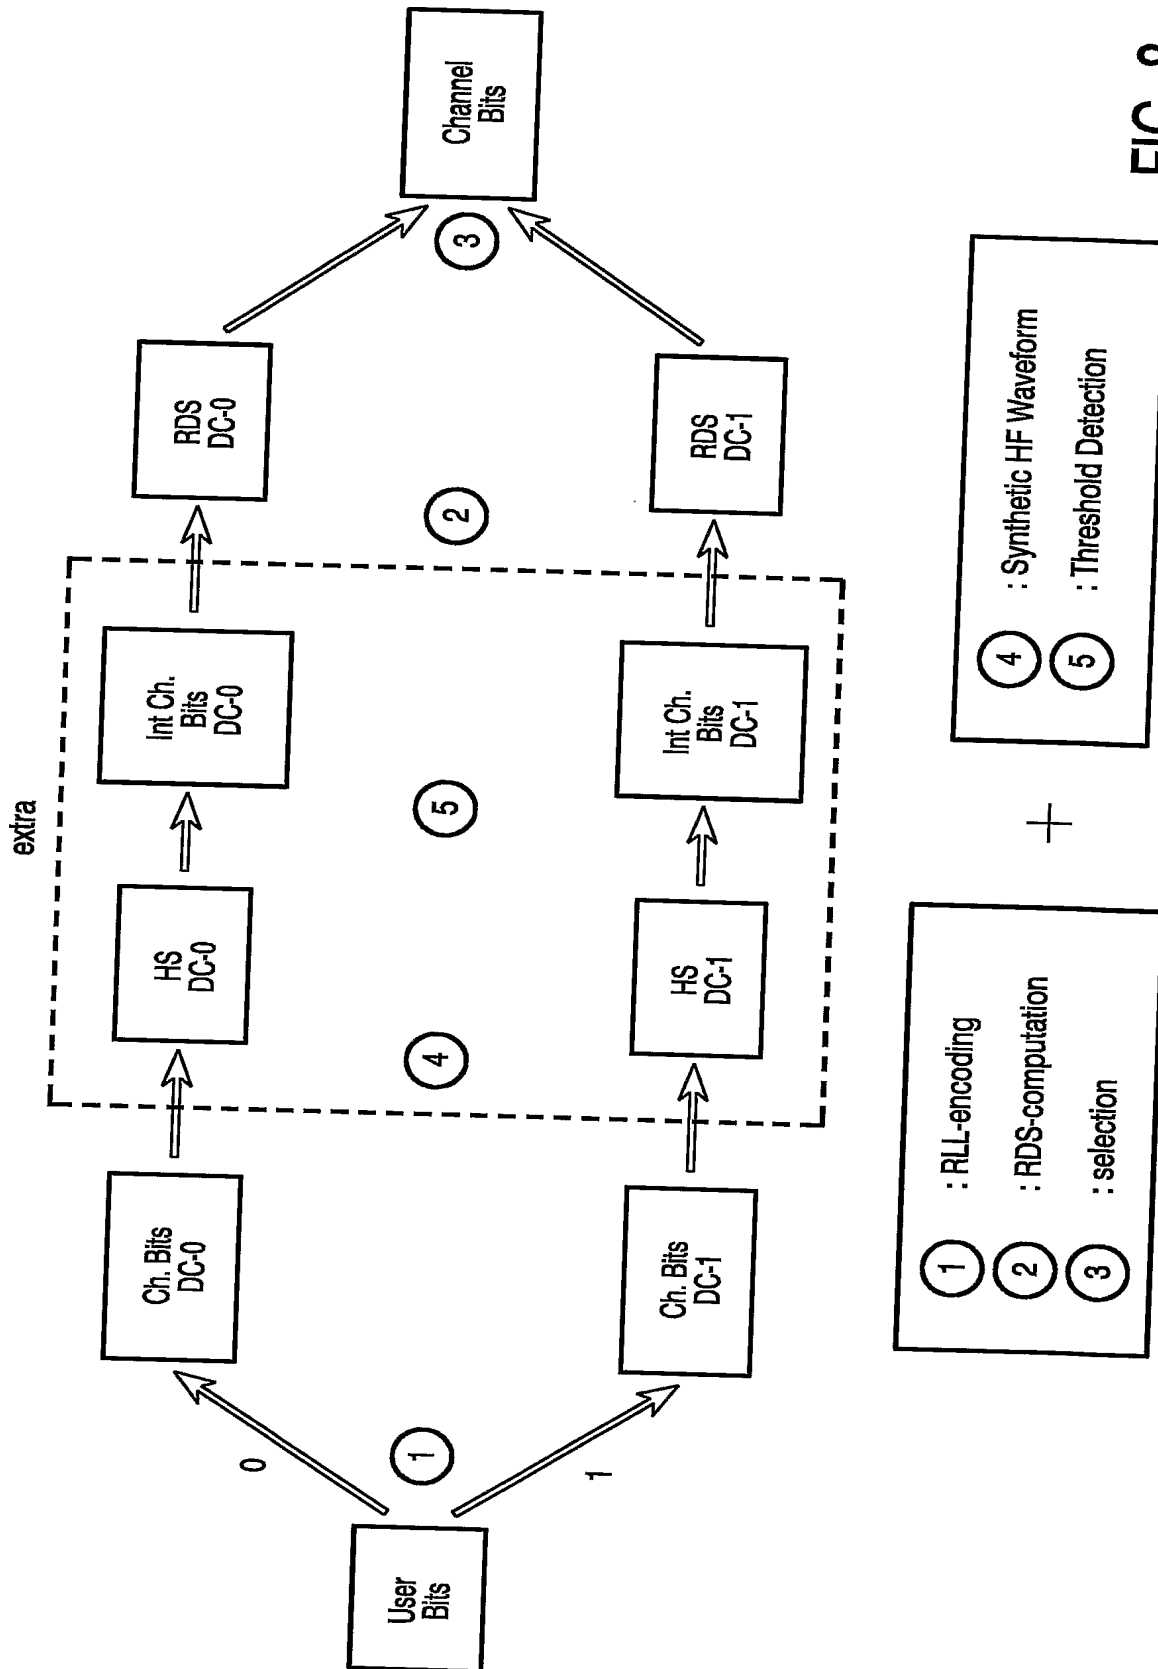 extra
User
Bits
0
1
1
Ch. Bits
DC-0
Ch. Bits
DC-1
4
HS
DC-0
HS
DC-1
5
Int Ch.
Bits
DC-0
Int Ch.
Bits
DC-1
2
RDS
DC-0
RDS
DC-1
3
Channel
Bits
1 : RLL-encoding
2 : RDS-computation
3 : selection
+
4 : Synthetic HF Waveform
5 : Threshold Detection